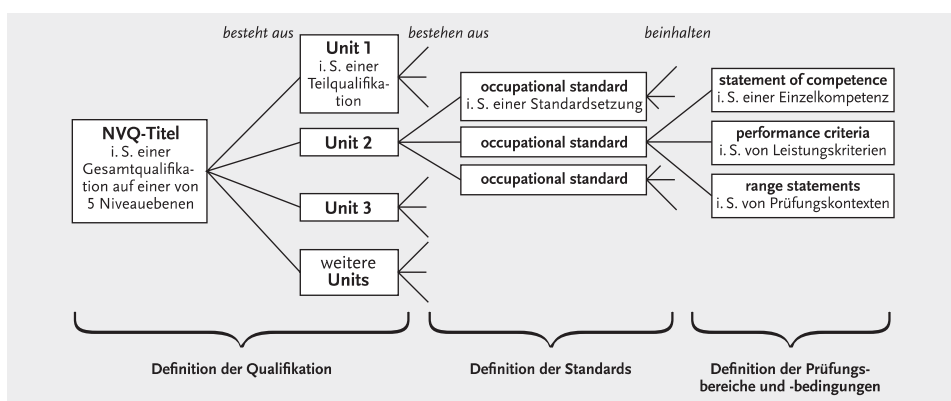 besteht aus
bestehen aus
beinhalten
Unit 1
i. S. einer
Teilqualifika-
tion
Unit 2
Unit 3
weitere
Units
NVQ-Titel
i. S. einer
Gesamtqualifika-
tion auf einer von
5 Niveauebenen
occupational standard
i. S. einer Standardsetzung
occupational standard
occupational standard
statement of competence
i. S. einer Einzelkompetenz
performance criteria
i. S. von Leistungskriterien
range statements
i. S. von Prüfungskontexten
Definition der Qualifikation
Definition der Standards
Definition der Prüfungs-
bereiche und -bedingungen